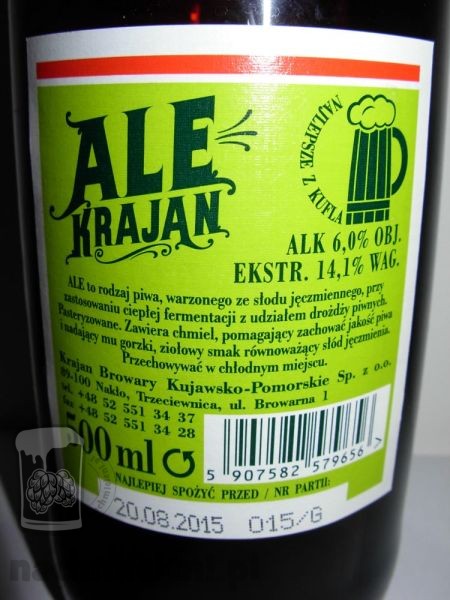 ALE
KRAJAN
NAJLEPSZE Z KUFLA
ALK 6,0% OBJ.
EKSTR. 14,1% WAG.
ALE to rodzaj piwa, warzonego ze słodu jęczmiennego, przy
zastosowaniu ciepłej fermentacji z udziałem drożdży piwnych.
Pasteryzowane. Zawiera chmiel, pomagający zachować jakość piwa
i nadający mu gorzki, ziołowy smak równoważący słód jęczmienny.
Przechowywać w chłodnym miejscu.
Krajan Browary Kujawsko-Pomorskie Sp. z o.o.
89-100 Nakło, Trzeciewnica, ul. Browarna 1
tel. +48 52 551 34 37
fax +48 52 551 34 28
500 ml
5 907582 579656 >
NAJLEPIEJ SPOŻYĆ PRZED / NR PARTII:
20.08.2015 015/G